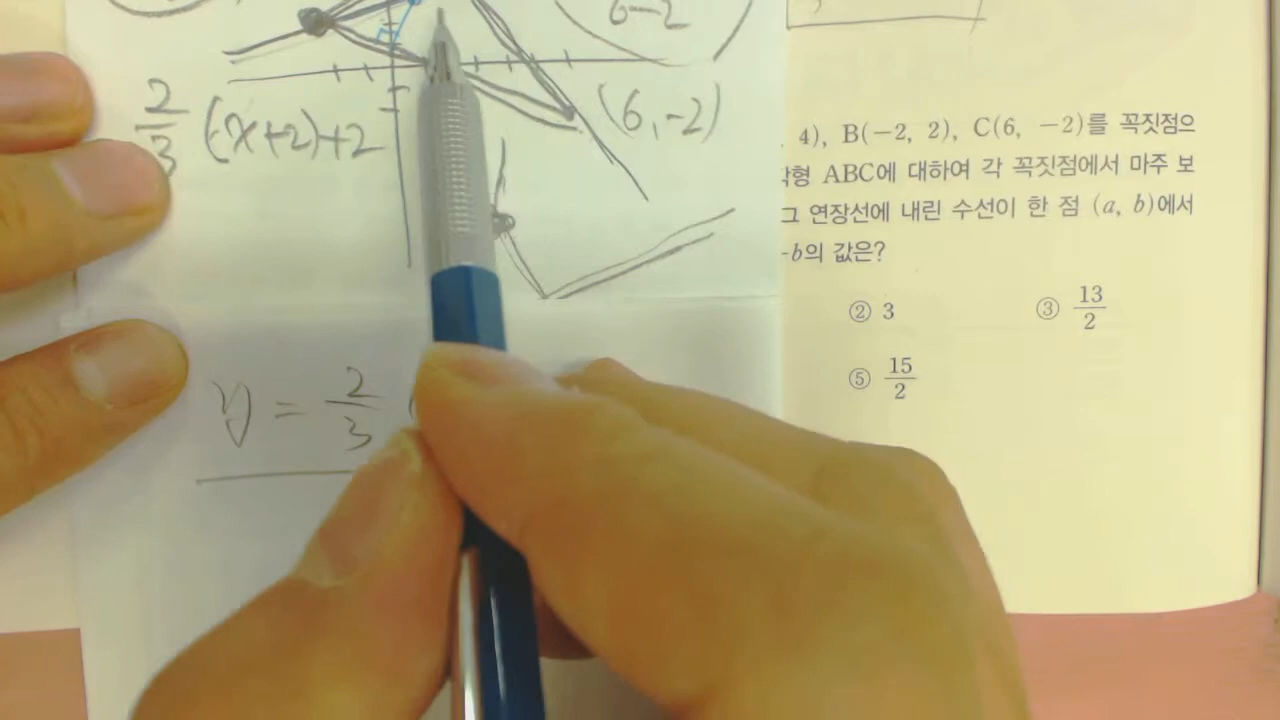 6-2
(6,-2)
2/3 (x+2)+2
y = 2/3
4), B(-2, 2), C(6, -2)를 꼭짓점으
각형 ABC에 대하여 각 꼭짓점에서 마주 보
그 연장선에 내린 수선이 한 점 (a, b)에서
-b의 값은?
② 3 ③ 13/2
⑤ 15/2